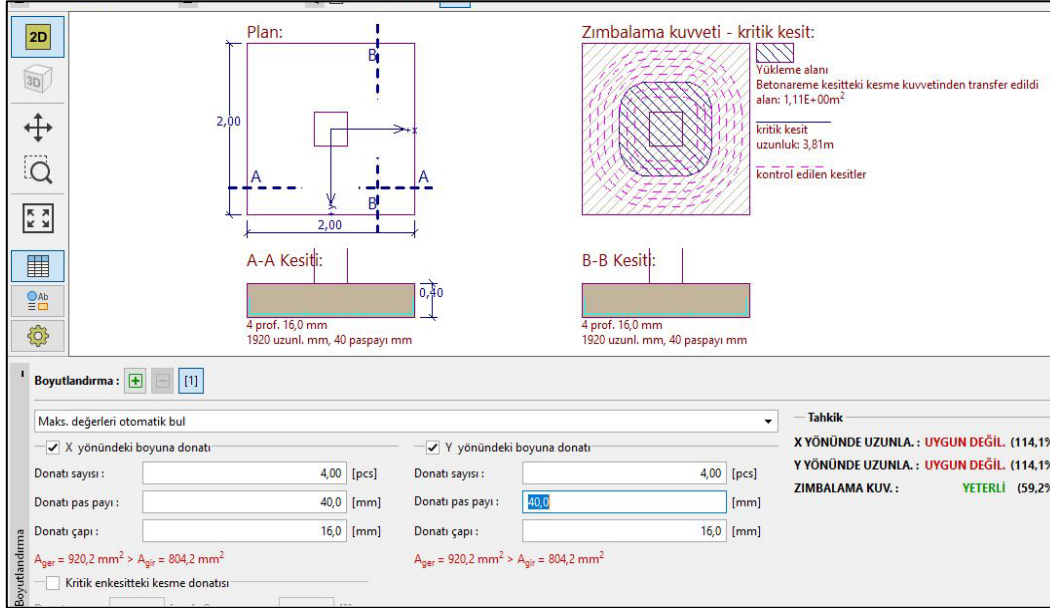 2D
3D
Plan:
B
2,00
+x
A
A
+y
B
2,00
Zımbalama kuvveti - kritik kesit:
Yükleme alanı
Betonareme kesitteki kesme kuvvetinden transfer edildi
alan: 1,11E+00m²
kritik kesit
uzunluk: 3,81m
kontrol edilen kesitler
A-A Kesiti:
0,40
4 prof. 16,0 mm
1920 uzunl. mm, 40 paspayı mm
B-B Kesiti:
4 prof. 16,0 mm
1920 uzunl. mm, 40 paspayı mm
Ab
Boyutlandırma
Boyutlandırma : [1]
Maks. değerleri otomatik bul
X yönündeki boyuna donatı
Donatı sayısı : 4,00 [pcs]
Donatı pas payı : 40,0 [mm]
Donatı çapı : 16,0 [mm]
A_ger = 920,2 mm² > A_gir = 804,2 mm²
Kritik enkesitteki kesme donatısı
Y yönündeki boyuna donatı
Donatı sayısı : 4,00 [pcs]
Donatı pas payı : 40,0 [mm]
Donatı çapı : 16,0 [mm]
A_ger = 920,2 mm² > A_gir = 804,2 mm²
Tahkik
X YÖNÜNDE UZUNLA. : UYGUN DEĞİL. (114,1%
Y YÖNÜNDE UZUNLA. : UYGUN DEĞİL. (114,1%
ZIMBALAMA KUV. : YETERLİ (59,2%